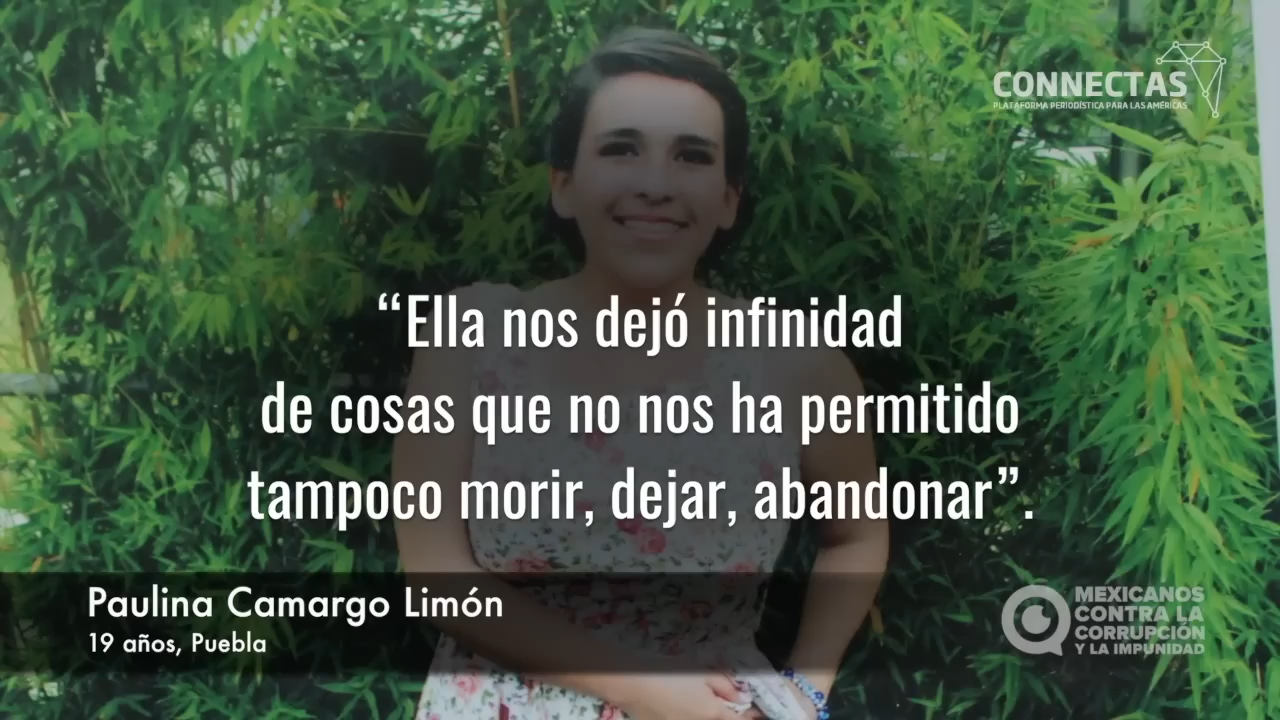 CONNECTAS
PLATAFORMA PERIODÍSTICA PARA LAS AMÉRICAS
“Ella nos dejó infinidad
de cosas que no nos ha permitido
tampoco morir, dejar, abandonar”.
Paulina Camargo Limón
19 años, Puebla
MEXICANOS
CONTRA LA
CORRUPCIÓN
Y LA IMPUNIDAD